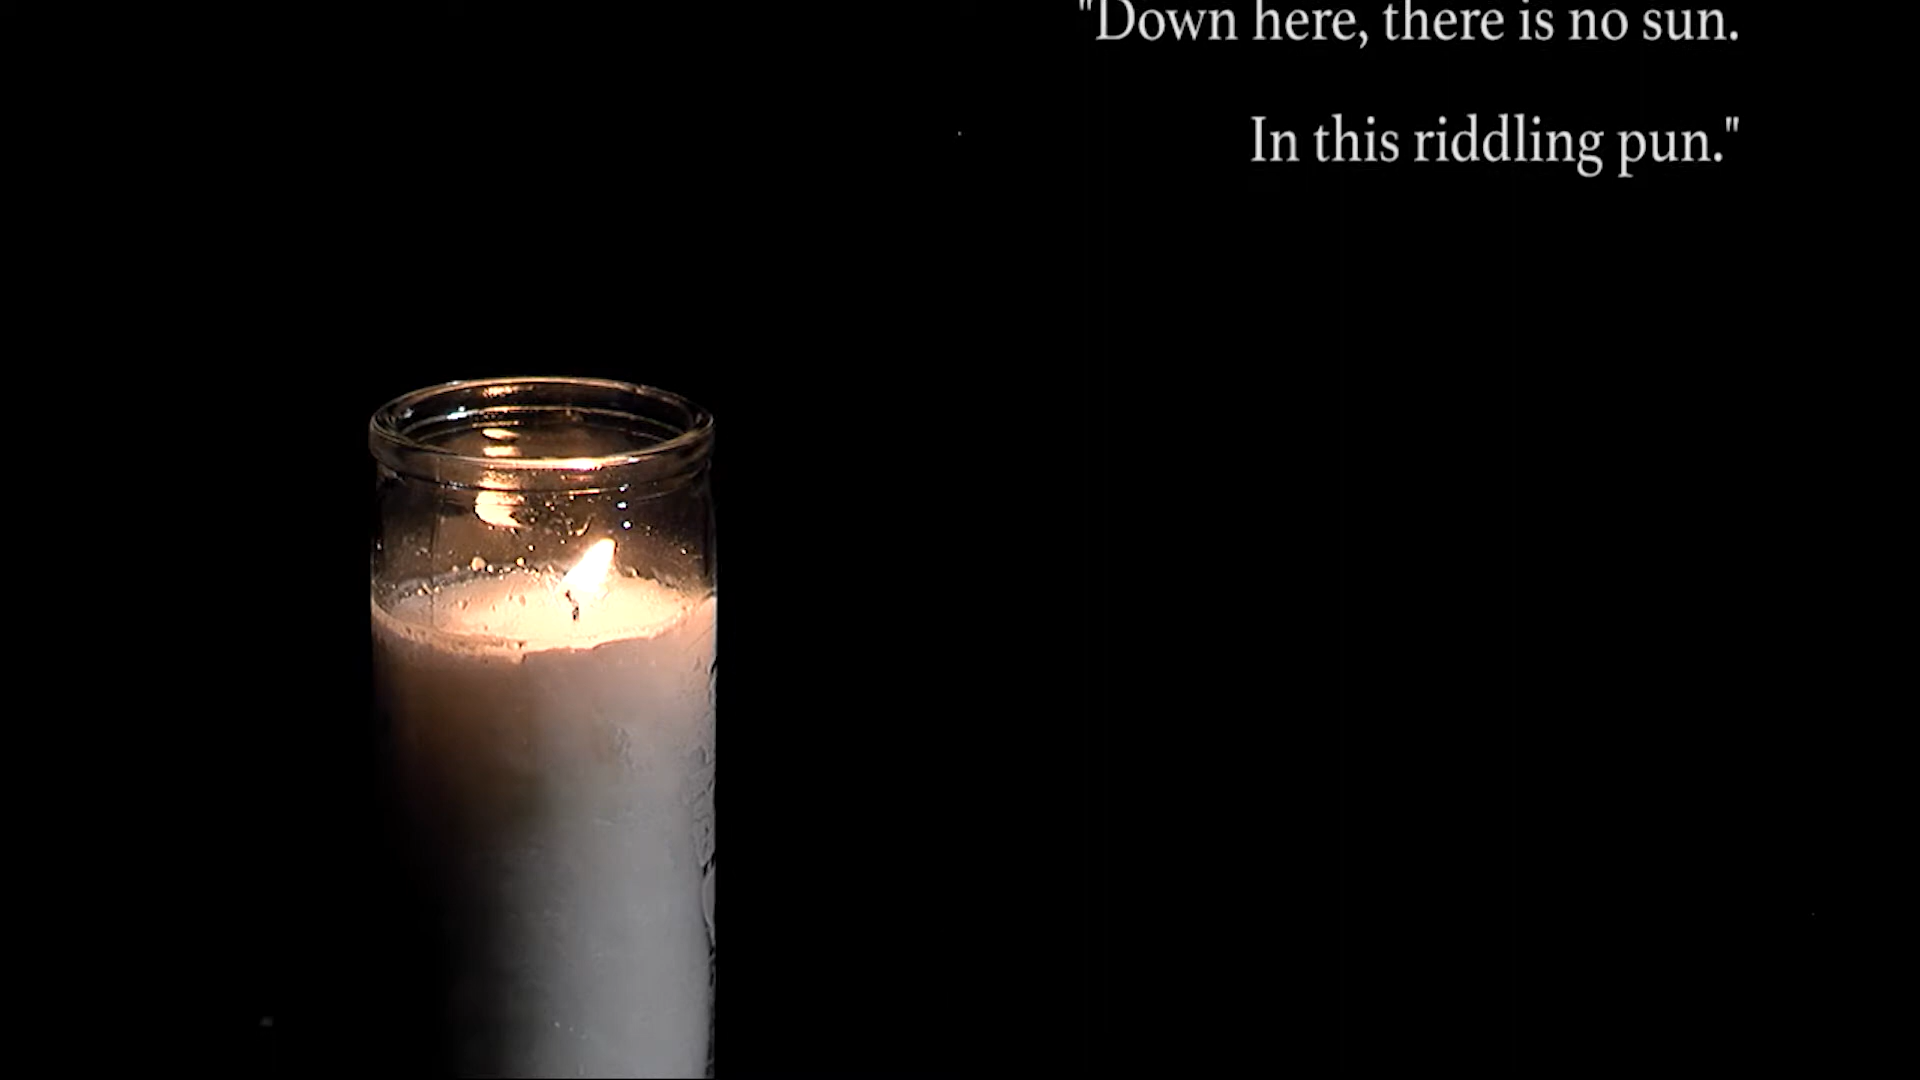 "Down here, there is no sun.
In this riddling pun."